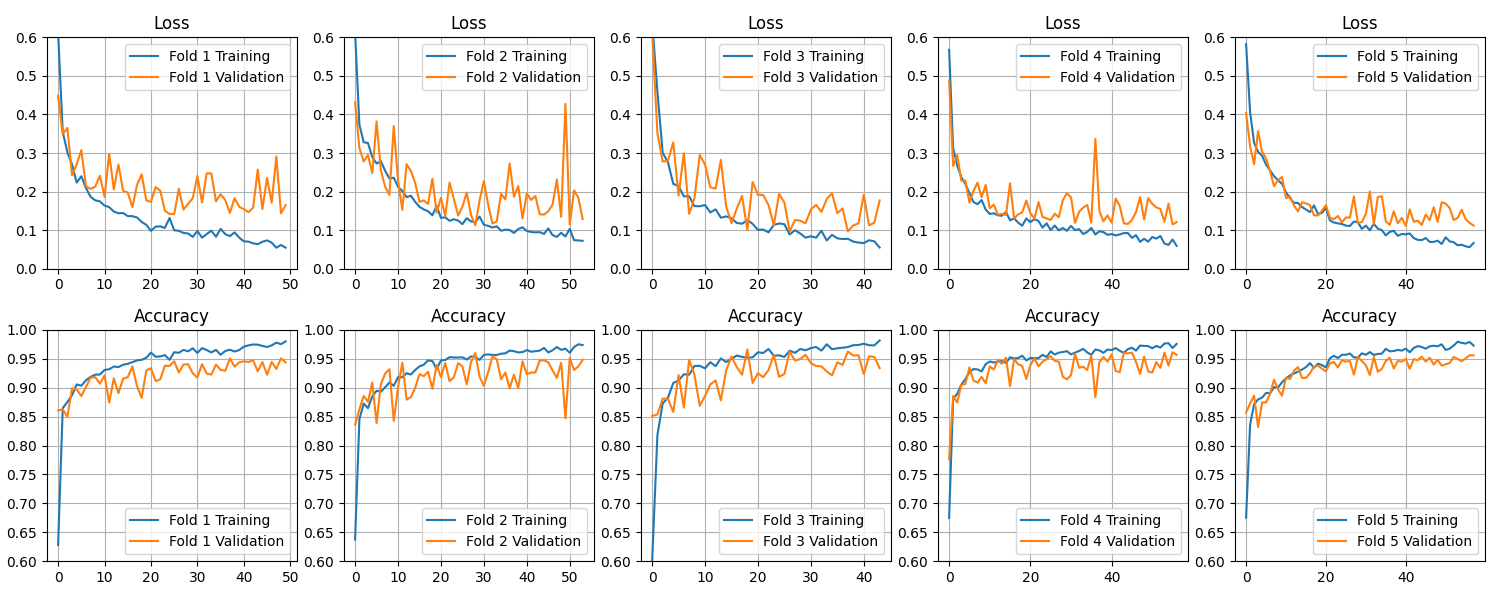 Loss Loss Loss Loss Loss
0.6 0.6 0.6 0.6 0.6
Fold 1 Training Fold 2 Training Fold 3 Training Fold 4 Training Fold 5 Training
Fold 1 Validation Fold 2 Validation Fold 3 Validation Fold 4 Validation Fold 5 Validation
0.5 0.5 0.5 0.5 0.5
0.4 0.4 0.4 0.4 0.4
0.3 0.3 0.3 0.3 0.3
0.2 0.2 0.2 0.2 0.2
0.1 0.1 0.1 0.1 0.1
0.0 0.0 0.0 0.0 0.0
0 10 20 30 40 50 0 10 20 30 40 50 0 10 20 30 40 0 20 40 0 20 40
Accuracy Accuracy Accuracy Accuracy Accuracy
1.00 1.00 1.00 1.00 1.00
0.95 0.95 0.95 0.95 0.95
0.90 0.90 0.90 0.90 0.90
0.85 0.85 0.85 0.85 0.85
0.80 0.80 0.80 0.80 0.80
0.75 0.75 0.75 0.75 0.75
0.70 0.70 0.70 0.70 0.70
Fold 1 Training Fold 2 Training Fold 3 Training Fold 4 Training Fold 5 Training
0.65 0.65 0.65 0.65 0.65
Fold 1 Validation Fold 2 Validation Fold 3 Validation Fold 4 Validation Fold 5 Validation
0.60 0.60 0.60 0.60 0.60
0 10 20 30 40 50 0 10 20 30 40 50 0 10 20 30 40 0 20 40 0 20 40